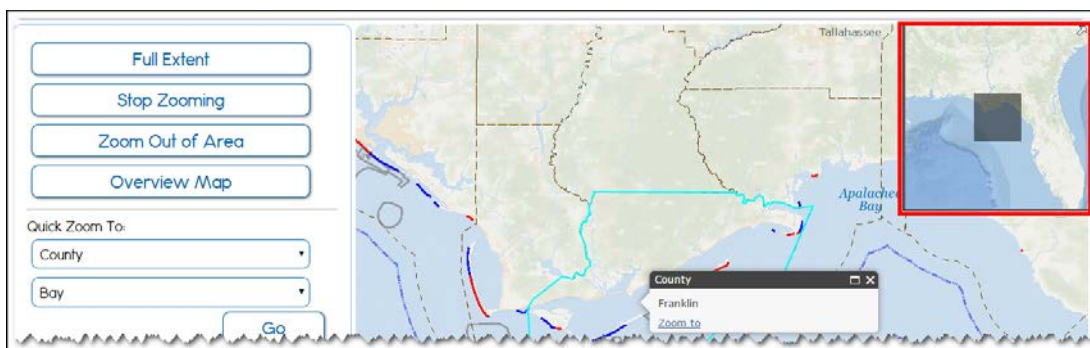 Full Extent
Stop Zooming
Zoom Out of Area
Overview Map
Quick Zoom To:
County
Bay
Go
Tallahassee
Apalachee
Bay
County
Franklin
Zoom to